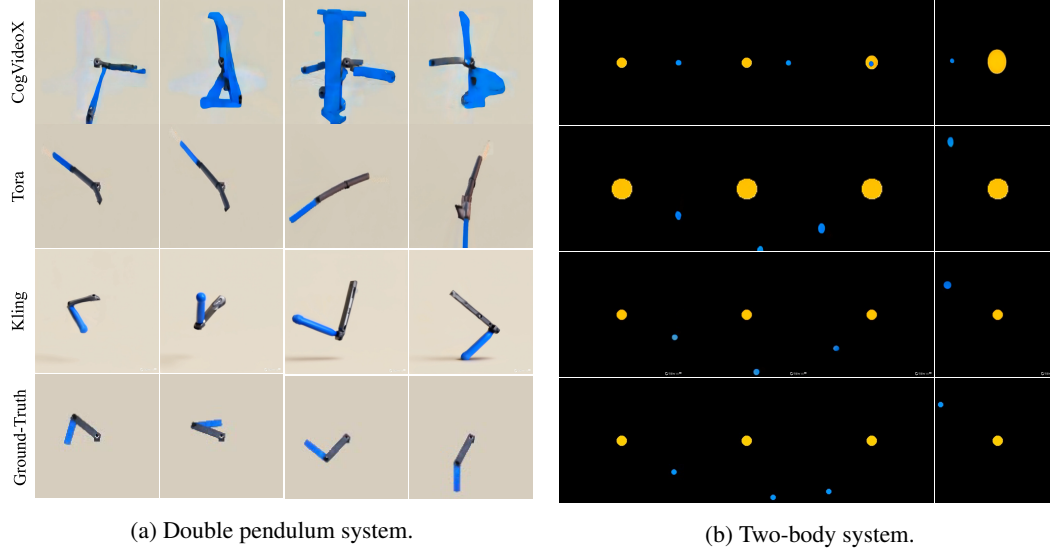 CogVideoX
Tora
Kling
Ground-Truth
(a) Double pendulum system.
(b) Two-body system.